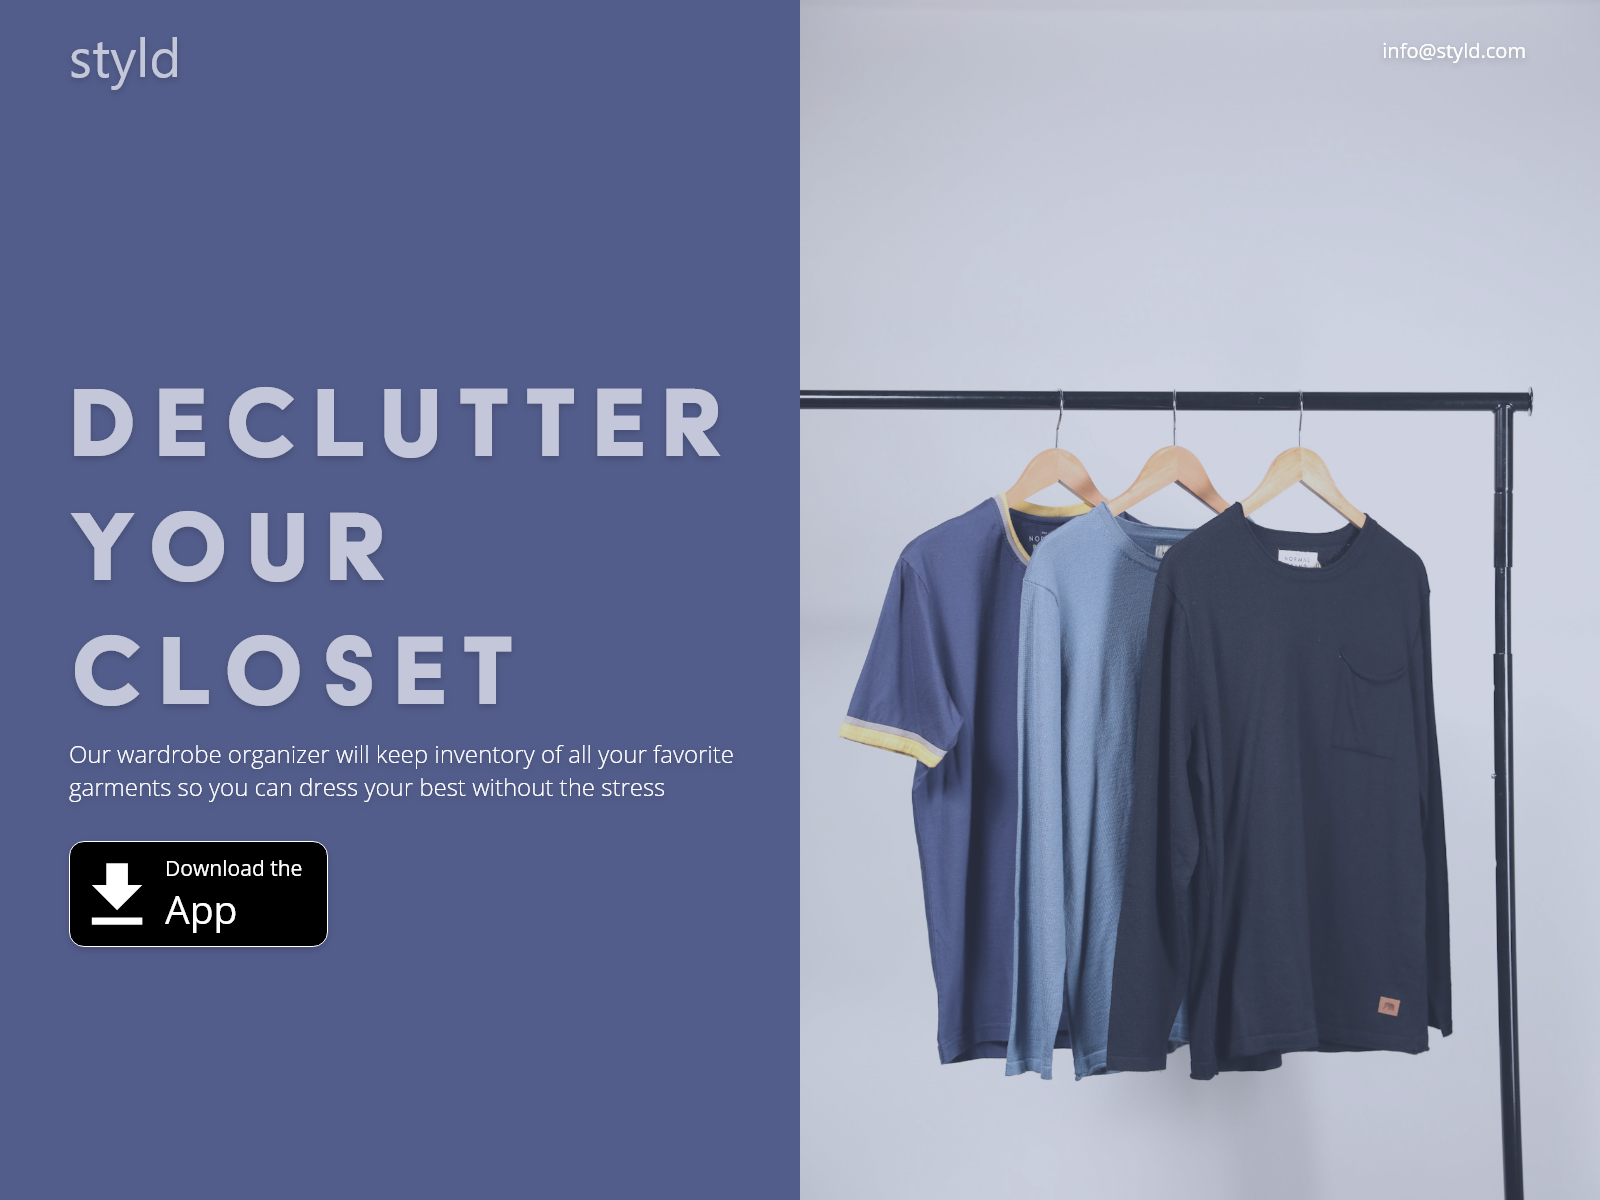 styld
info@styld.com
DECLUTTER
YOUR
CLOSET
Our wardrobe organizer will keep inventory of all your favorite
garments so you can dress your best without the stress
Download the
App
NORMAL